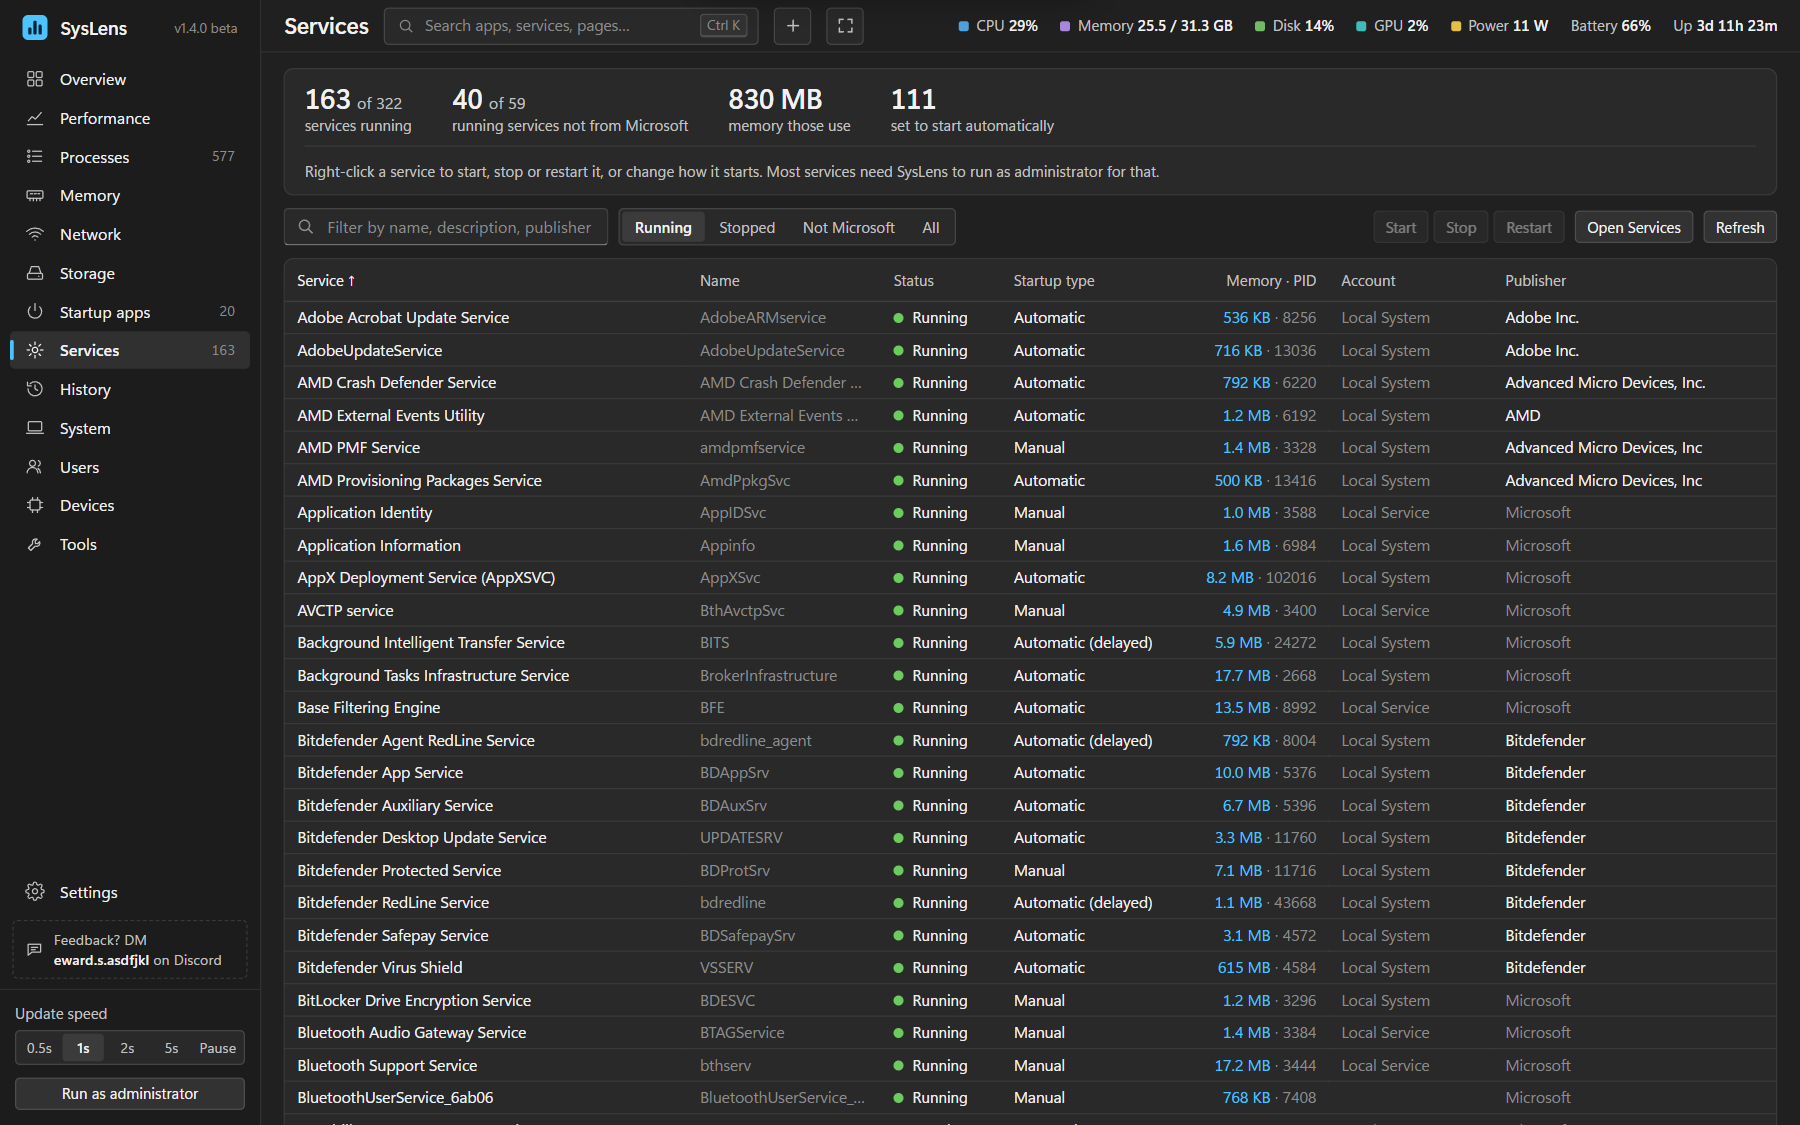 SysLens v1.4.0 beta
Services
Search apps, services, pages... Ctrl K
CPU 29% Memory 25.5 / 31.3 GB Disk 14% GPU 2% Power 11 W Battery 66% Up 3d 11h 23m
Overview
Performance
Processes 577
Memory
Network
Storage
Startup apps 20
Services 163
History
System
Users
Devices
Tools
Settings
Feedback? DM
eward.s.asdfjkl on Discord
Update speed
0.5s 1s 2s 5s Pause
Run as administrator
163 of 322
services running
40 of 59
running services not from Microsoft
830 MB
memory those use
111
set to start automatically
Right-click a service to start, stop or restart it, or change how it starts. Most services need SysLens to run as administrator for that.
Filter by name, description, publisher
Running Stopped Not Microsoft All
Start Stop Restart Open Services Refresh
Service ↑ Name Status Startup type Memory · PID Account Publisher
Adobe Acrobat Update Service AdobeARMservice Running Automatic 536 KB · 8256 Local System Adobe Inc.
AdobeUpdateService AdobeUpdateService Running Automatic 716 KB · 13036 Local System Adobe Inc.
AMD Crash Defender Service AMD Crash Defender ... Running Automatic 792 KB · 6220 Local System Advanced Micro Devices, Inc.
AMD External Events Utility AMD External Events ... Running Automatic 1.2 MB · 6192 Local System AMD
AMD PMF Service amdpmfservice Running Manual 1.4 MB · 3328 Local System Advanced Micro Devices, Inc
AMD Provisioning Packages Service AmdPpkgSvc Running Automatic 500 KB · 13416 Local System Advanced Micro Devices, Inc
Application Identity AppIDSvc Running Manual 1.0 MB · 3588 Local Service Microsoft
Application Information Appinfo Running Manual 1.6 MB · 6984 Local System Microsoft
AppX Deployment Service (AppXSVC) AppXSvc Running Automatic 8.2 MB · 102016 Local System Microsoft
AVCTP service BthAvctpSvc Running Manual 4.9 MB · 3400 Local Service Microsoft
Background Intelligent Transfer Service BITS Running Automatic (delayed) 5.9 MB · 24272 Local System Microsoft
Background Tasks Infrastructure Service BrokerInfrastructure Running Automatic 17.7 MB · 2668 Local System Microsoft
Base Filtering Engine BFE Running Automatic 13.5 MB · 8992 Local Service Microsoft
Bitdefender Agent RedLine Service bdredline_agent Running Automatic (delayed) 792 KB · 8004 Local System Bitdefender
Bitdefender App Service BDAppSrv Running Automatic 10.0 MB · 5376 Local System Bitdefender
Bitdefender Auxiliary Service BDAuxSrv Running Automatic 6.7 MB · 5396 Local System Bitdefender
Bitdefender Desktop Update Service UPDATESRV Running Automatic 3.3 MB · 11760 Local System Bitdefender
Bitdefender Protected Service BDProtSrv Running Manual 7.1 MB · 11716 Local System Bitdefender
Bitdefender RedLine Service bdredline Running Automatic (delayed) 1.1 MB · 43668 Local System Bitdefender
Bitdefender Safepay Service BDSafepaySrv Running Automatic 3.1 MB · 4572 Local System Bitdefender
Bitdefender Virus Shield VSSERV Running Automatic 615 MB · 4584 Local System Bitdefender
BitLocker Drive Encryption Service BDESVC Running Manual 1.2 MB · 3296 Local System Microsoft
Bluetooth Audio Gateway Service BTAGService Running Manual 1.4 MB · 3384 Local Service Microsoft
Bluetooth Support Service bthserv Running Manual 17.2 MB · 3444 Local Service Microsoft
BluetoothUserService_6ab06 BluetoothUserService_... Running Manual 768 KB · 7408 Microsoft